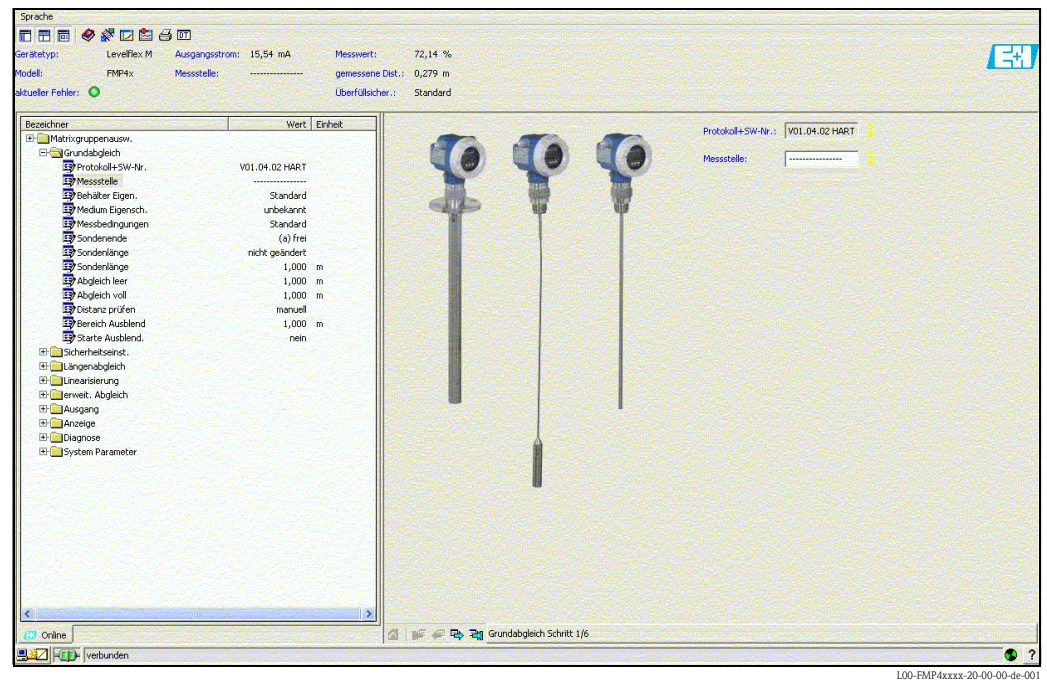 Sprache
DT
Gerätetyp: Levelflex M Ausgangsstrom: 15,54 mA Messwert: 72,14 %
Modell: FMP4x Messstelle: ---------------- gemessene Dist.: 0,279 m
aktueller Fehler: Überfüllsicher.: Standard
E+H
Bezeichner Wert Einheit
Matrixgruppenausw.
Grundabgleich
Protokoll+SW-Nr. V01.04.02 HART
Messstelle ----------------
Behälter Eigen. Standard
Medium Eigensch. unbekannt
Messbedingungen Standard
Sondenende (a) frei
Sondenlänge nicht geändert
Sondenlänge 1,000 m
Abgleich leer 1,000 m
Abgleich voll 1,000 m
Distanz prüfen manuell
Bereich Ausblend 1,000 m
Starte Ausblend. nein
Sicherheitseinst.
Längenabgleich
Linearisierung
erweit. Abgleich
Ausgang
Anzeige
Diagnose
System Parameter
Protokoll+SW-Nr.: V01.04.02 HART
Messstelle: ----------------
Online
Grundabgleich Schritt 1/6
verbunden
?
L00-FMP4xxxx-20-00-00-de-001